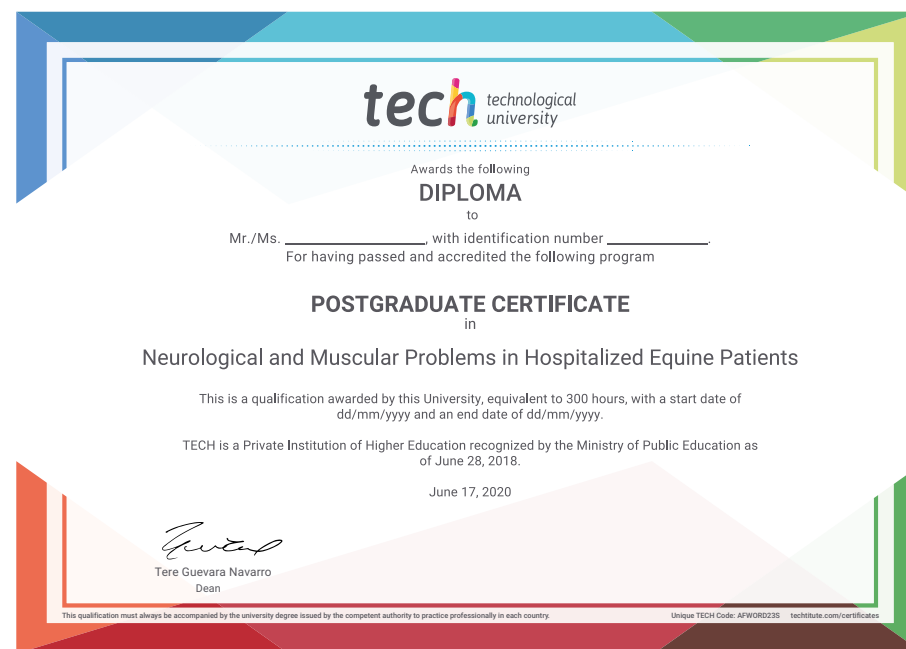 tech technological
university
Awards the following
DIPLOMA
to
Mr./Ms. ____________, with identification number ____________.
For having passed and accredited the following program
POSTGRADUATE CERTIFICATE
in
Neurological and Muscular Problems in Hospitalized Equine Patients
This is a qualification awarded by this University, equivalent to 300 hours, with a start date of
dd/mm/yyyy and an end date of dd/mm/yyyy.
TECH is a Private Institution of Higher Education recognized by the Ministry of Public Education as
of June 28, 2018.
June 17, 2020
Tere Guevara Navarro
Dean
This qualification must always be accompanied by the university degree issued by the competent authority to practice professionally in each country. Unique TECH Code: AFWORD23S techtitute.com/certificates